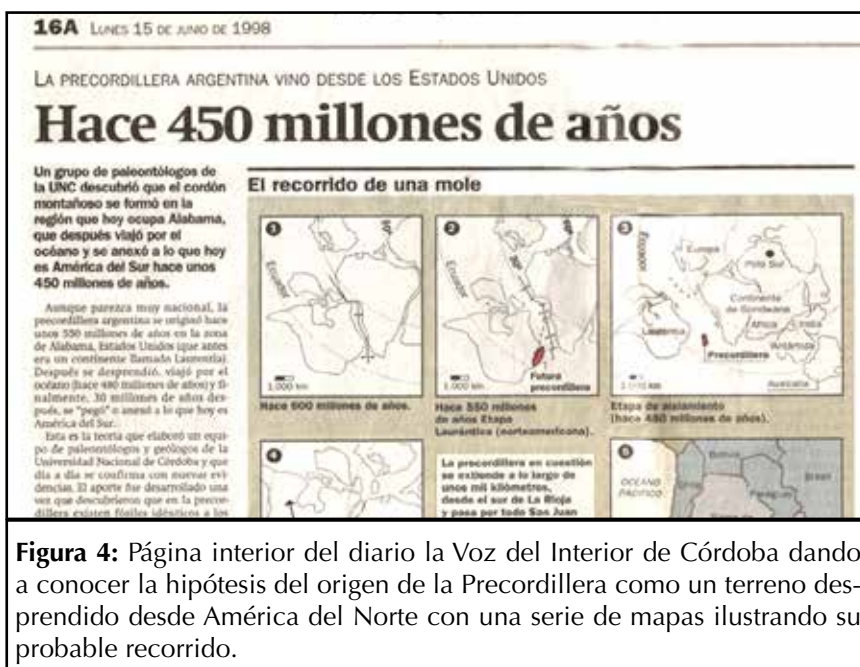 16A LUNES 15 DE JUNIO DE 1998
LA PRECORDILLERA ARGENTINA VINO DESDE LOS ESTADOS UNIDOS
Hace 450 millones de años
Un grupo de paleontólogos de
la UNC descubrió que el cordón
montañoso se formó en la
región que hoy ocupa Alabama,
que después viajó por el
océano y se anexó a lo que hoy
es América del Sur hace unos
450 millones de años.
Aunque parezca muy nacional, la
precordillera argentina se originó hace
unos 550 millones de años en la zona
de Alabama, Estados Unidos (que antes
era un continente llamado Laurentia).
Después se desprendió, viajó por el
océano (hace 480 millones de años) y fi-
nalmente, 30 millones de años des-
pués, se "pegó" o anexó a lo que hoy es
América del Sur.
Esta es la teoría que elaboró un equi-
po de paleontólogos y geólogos de la
Universidad Nacional de Córdoba y que
día a día se confirma con nuevas evi-
dencias. El aporte fue desarrollado una
vez que descubrieron que en la precor-
dillera existen fósiles idénticos a los
El recorrido de una mole
1
Ecuador
1.000 km
Hace 600 millones de años.
2
Ecuador
Futura
precordillera
1.000 km
Hace 550 millones
de años Etapa
Lauréntica (norteamericana).
3
Ecuador
Europa
Polo Sur
Continente
de Gondwana
Laurentia
África
India
Precordillera
Antártida
Australia
1.000 km
Etapa de aislamiento
(hace 480 millones de años).
4
La precordillera en cuestión
se extiende a lo largo de
unos mil kilómetros,
desde el sur de La Rioja
y pasa por todo San Juan
5
OCÉANO
PACÍFICO
Bolivia
Brasil
Paraguay
Figura 4: Página interior del diario la Voz del Interior de Córdoba dando
a conocer la hipótesis del origen de la Precordillera como un terreno des-
prendido desde América del Norte con una serie de mapas ilustrando su
probable recorrido.